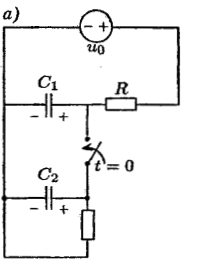 а)
− +
u₀
C₁
R
− +
t = 0
C₂
− +